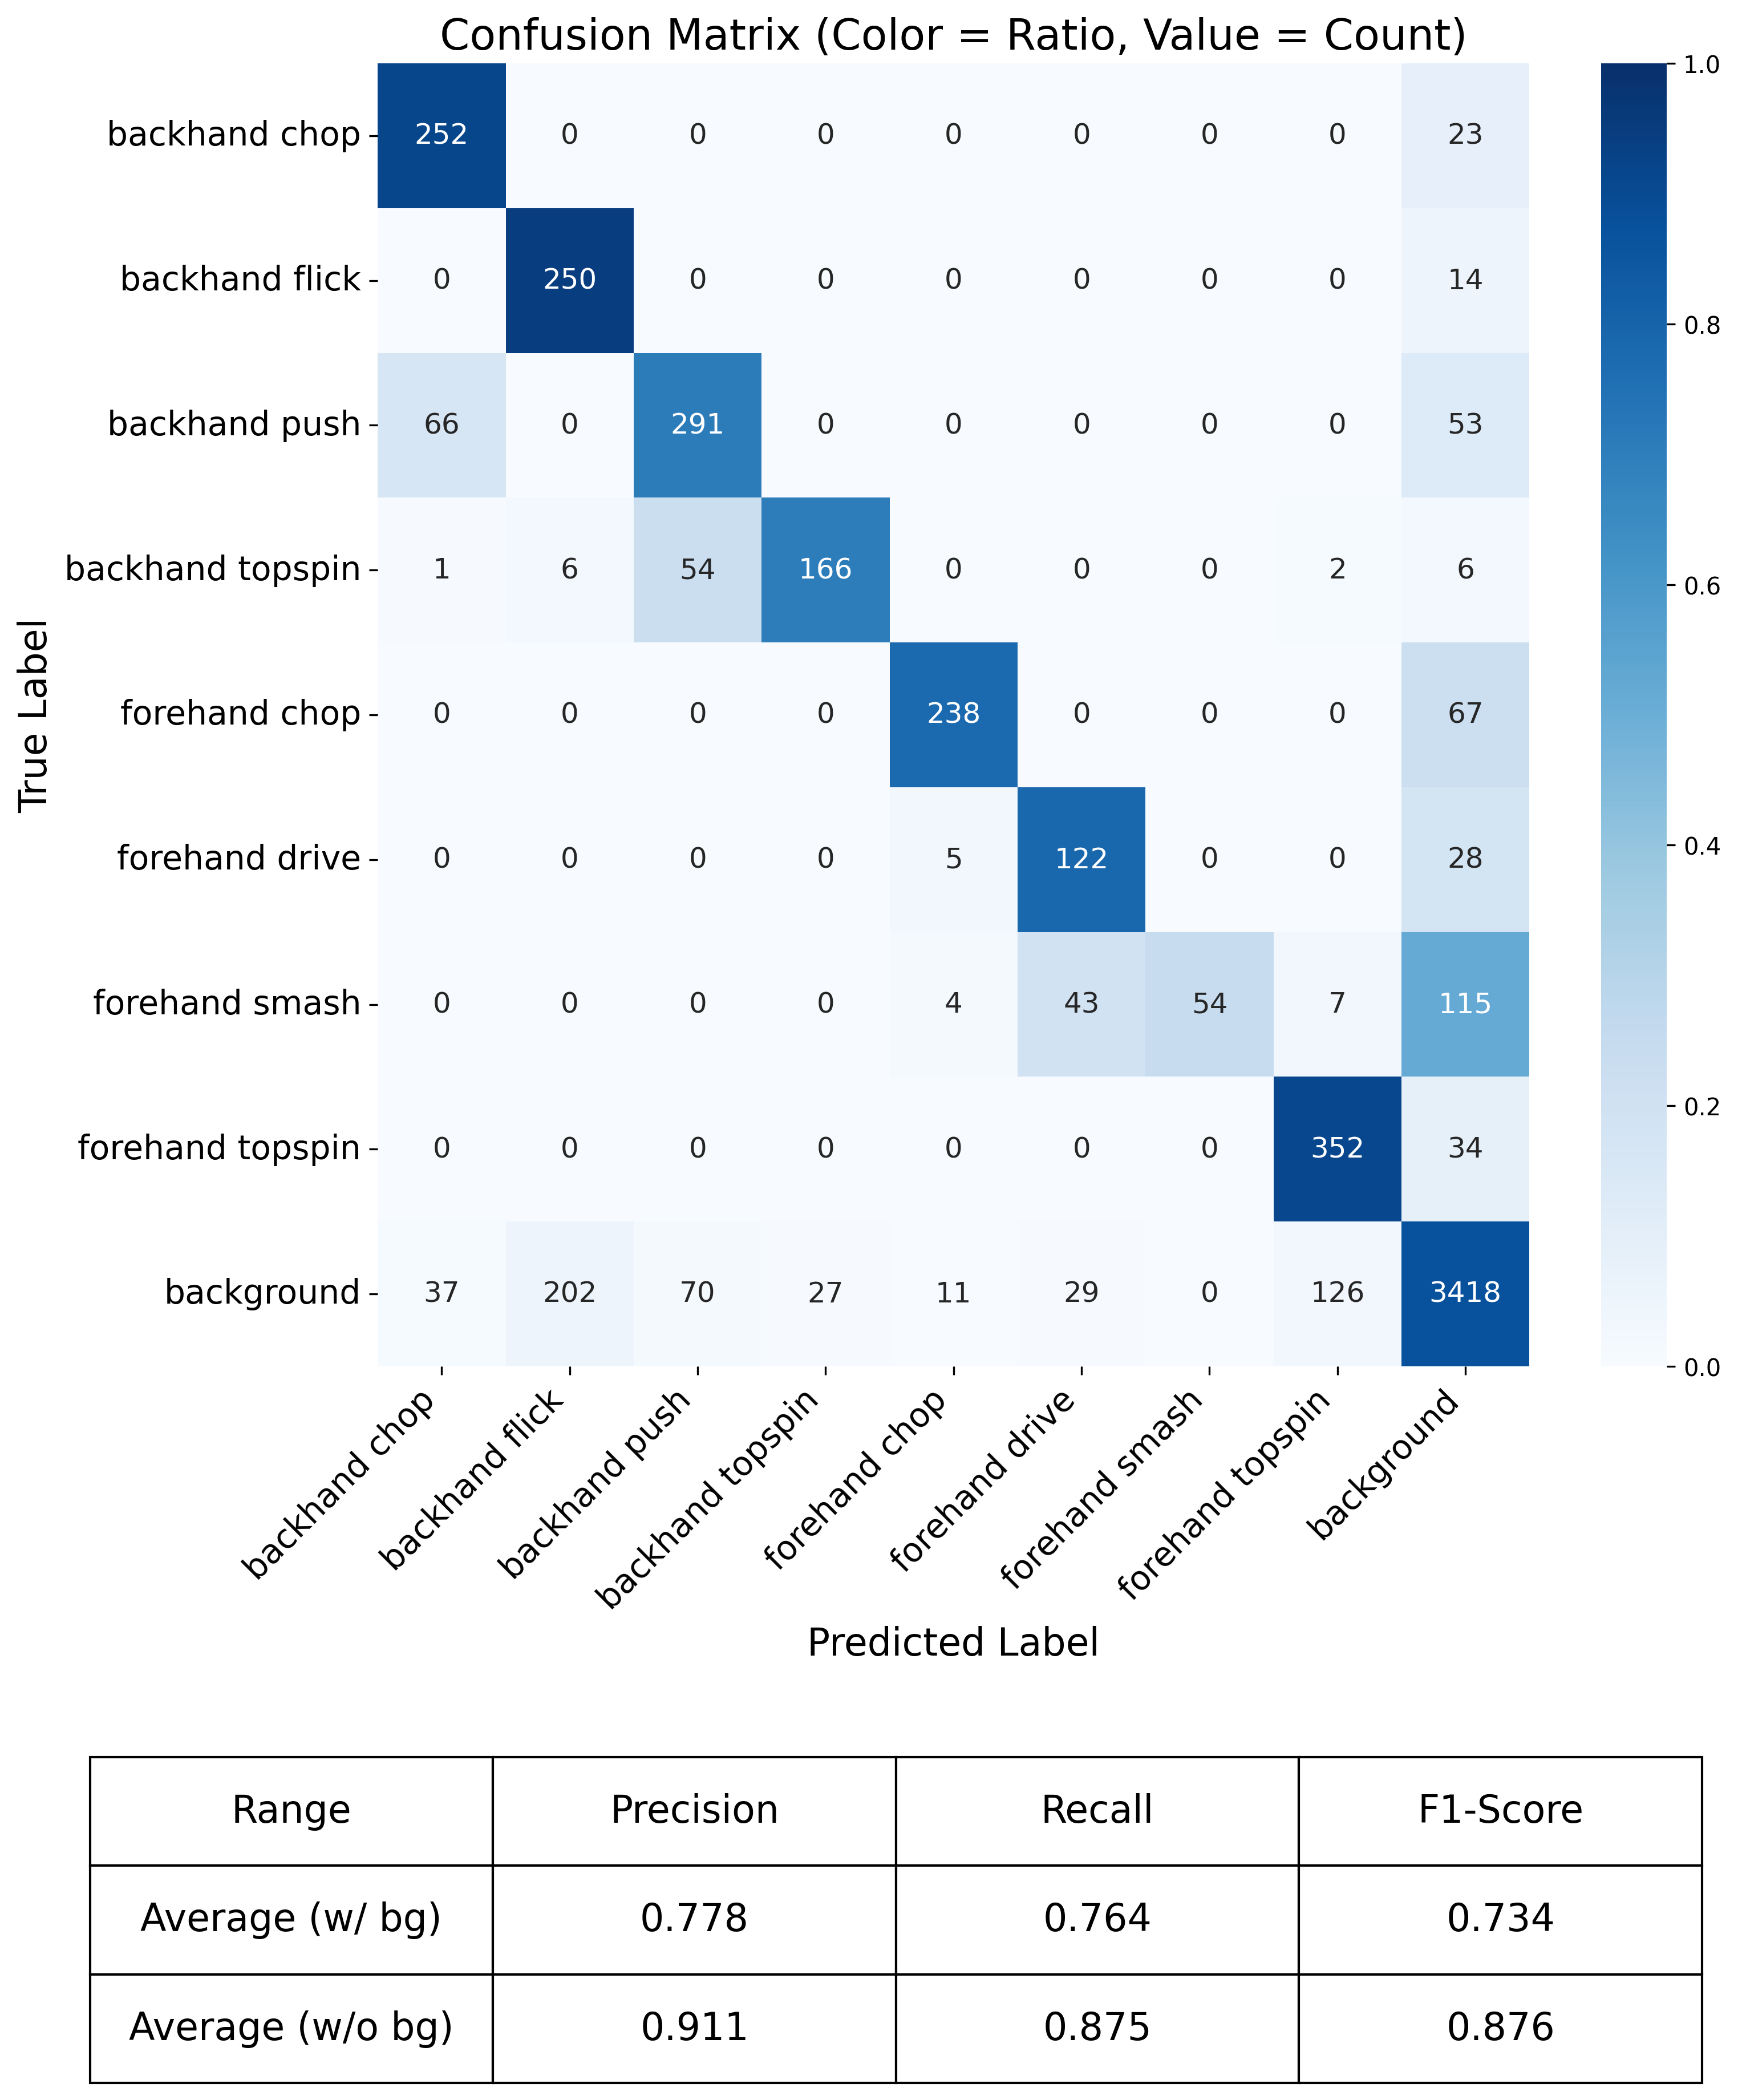 Confusion Matrix (Color = Ratio, Value = Count)
backhand chop 252 0 0 0 0 0 0 0 23
backhand flick 0 250 0 0 0 0 0 0 14
backhand push 66 0 291 0 0 0 0 0 53
backhand topspin 1 6 54 166 0 0 0 2 6
forehand chop 0 0 0 0 238 0 0 0 67
forehand drive 0 0 0 0 5 122 0 0 28
forehand smash 0 0 0 0 4 43 54 7 115
forehand topspin 0 0 0 0 0 0 0 352 34
background 37 202 70 27 11 29 0 126 3418
True Label
backhand chop
backhand flick
backhand push
backhand topspin
forehand chop
forehand drive
forehand smash
forehand topspin
background
Predicted Label
1.0
0.8
0.6
0.4
0.2
0.0
Range Precision Recall F1-Score
Average (w/ bg) 0.778 0.764 0.734
Average (w/o bg) 0.911 0.875 0.876